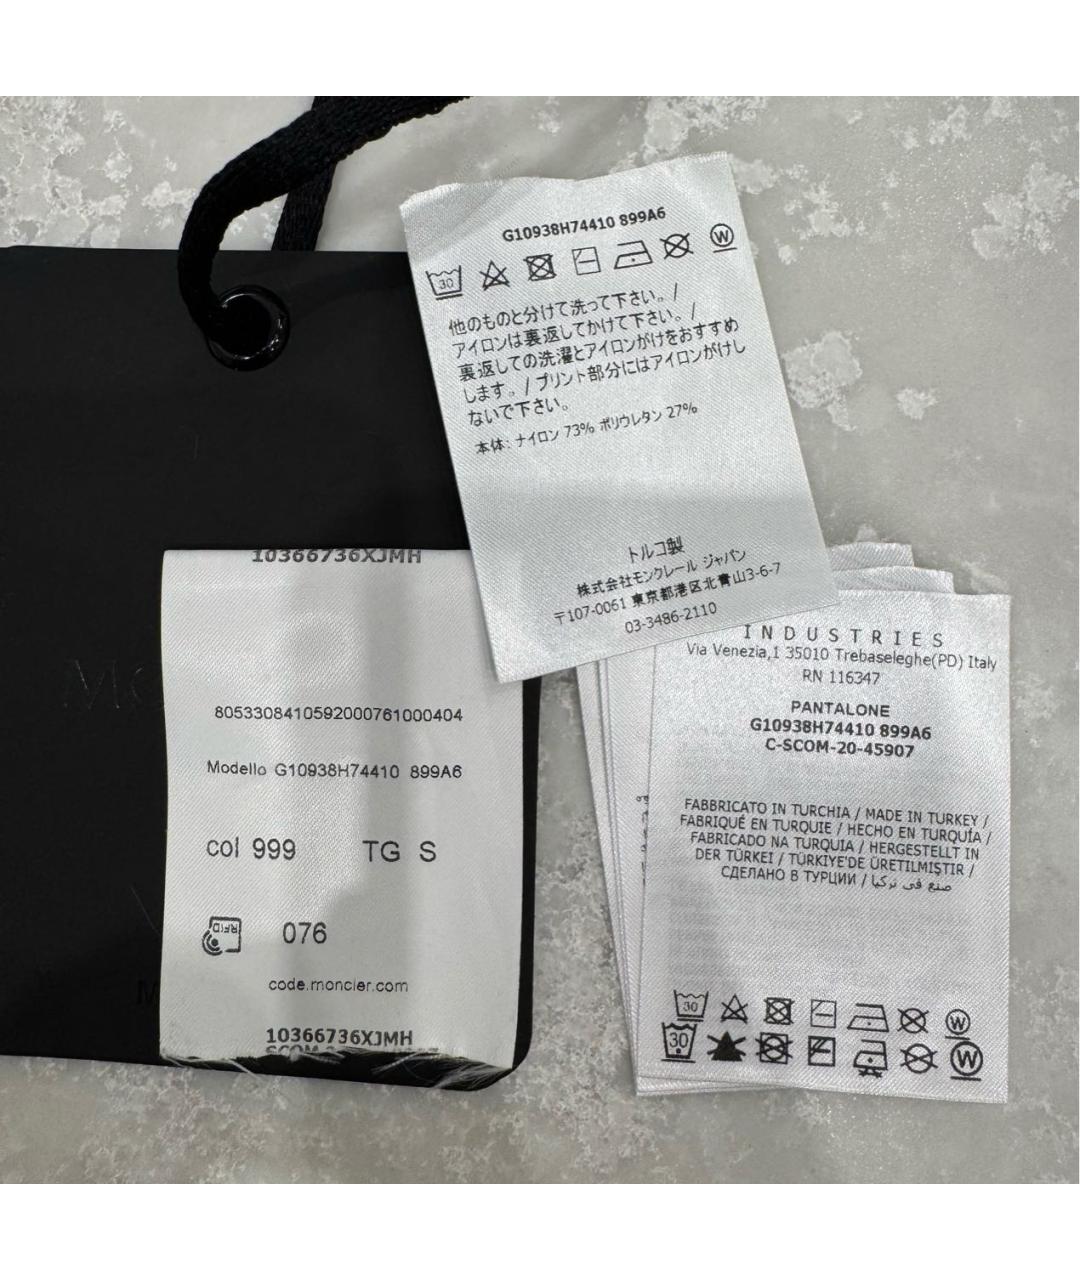 G10938H74410 899A6
30
W
他のものと分けて洗って下さい。/
アイロンは裏返してかけて下さい。/
裏返しての洗濯とアイロンがけをおすすめ
します。/ プリント部分にはアイロンがけし
ないで下さい。
本体: ナイロン 73% ポリウレタン 27%
トルコ製
株式会社モンクレール ジャパン
〒107-0061 東京都港区北青山3-6-7
03-3486-2110
10366736XJMH
8053308410592000761000404
Modello G10938H74410 899A6
col 999 TG S
RFID 076
code.moncler.com
10366736XJMH
INDUSTRIES
Via Venezia,1 35010 Trebaseleghe(PD) Italy
RN 116347
PANTALONE
G10938H74410 899A6
C-SCOM-20-45907
FABBRICATO IN TURCHIA / MADE IN TURKEY /
FABRIQUÉ EN TURQUIE / HECHO EN TURQUÍA /
FABRICADO NA TURQUIA / HERGESTELLT IN
DER TÜRKEI / TÜRKİYE'DE ÜRETILMIŞTIR /
СДЕЛАНО В ТУРЦИИ / صنع في تركيا
30 W
30 W